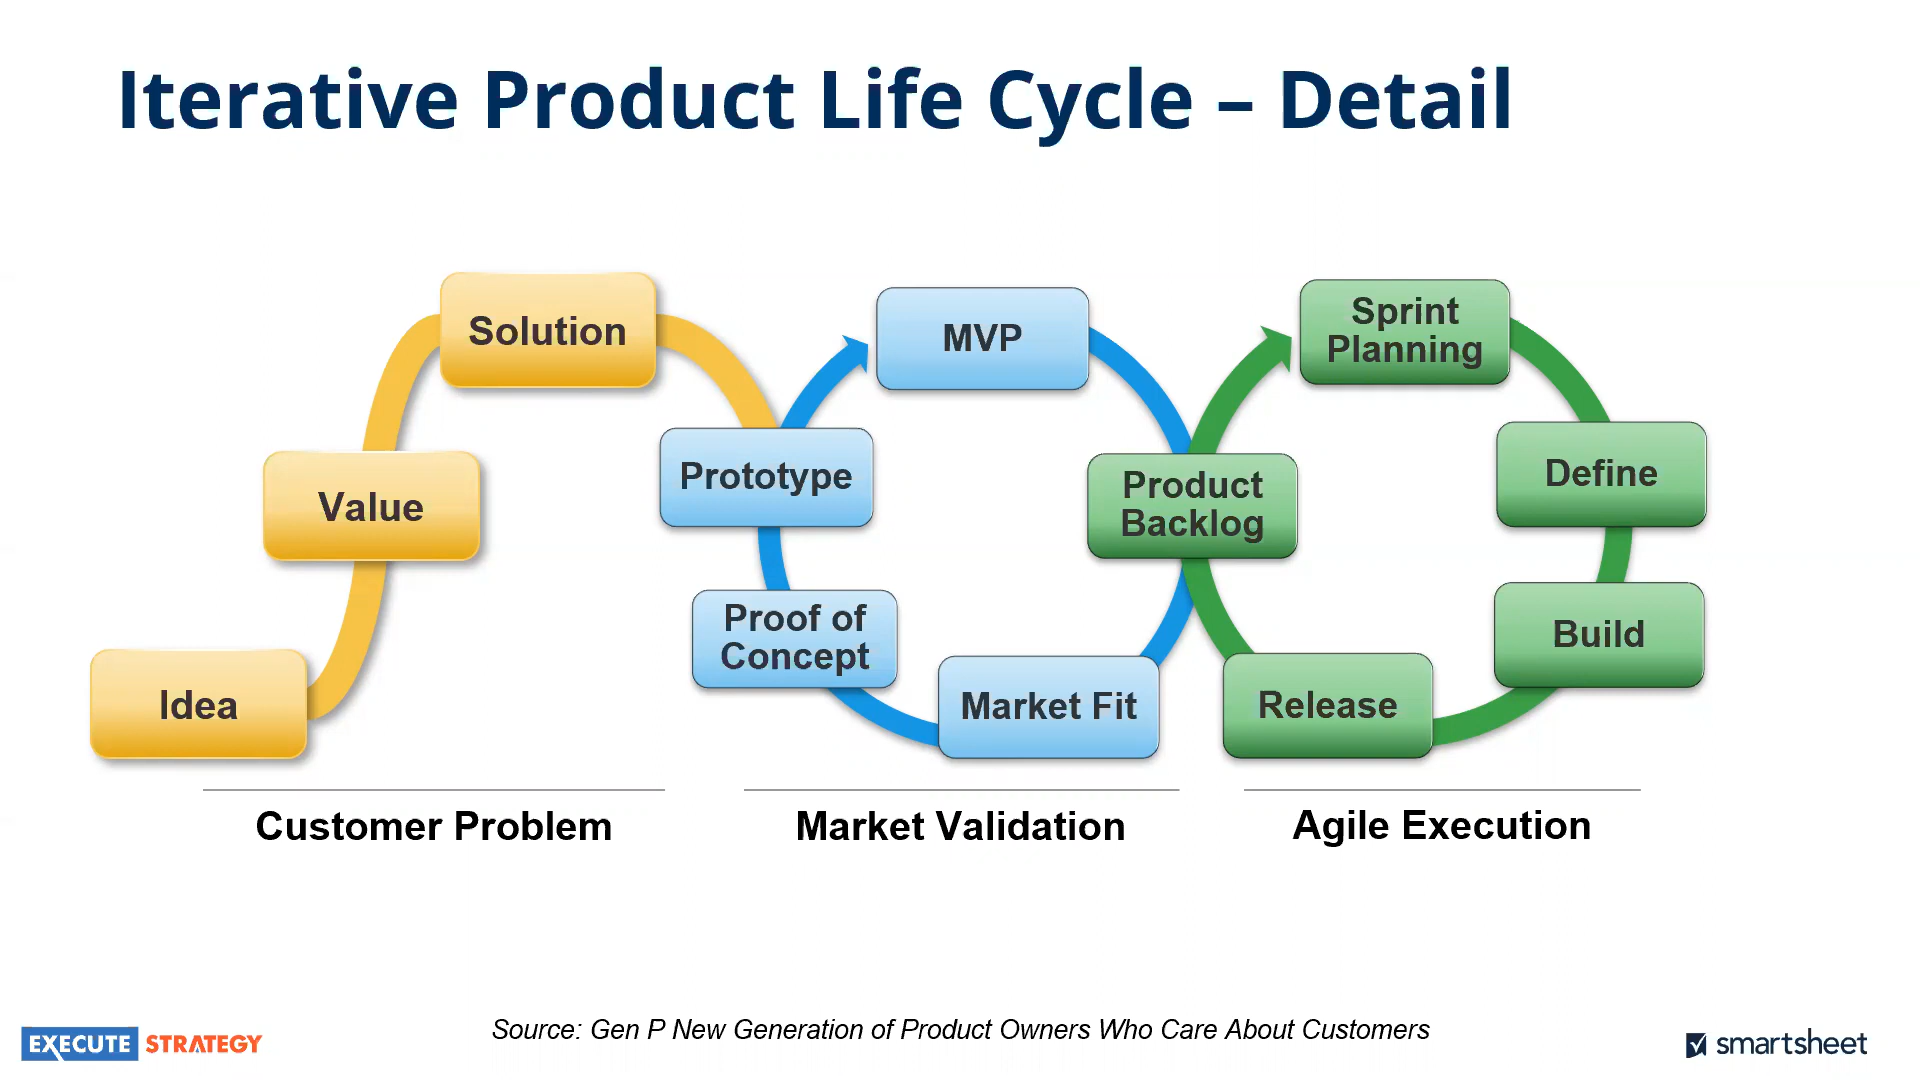 Iterative Product Life Cycle – Detail
Solution
Value
Idea
MVP
Prototype
Proof of
Concept
Market Fit
Sprint
Planning
Product
Backlog
Define
Build
Release
Customer Problem
Market Validation
Agile Execution
EXECUTE STRATEGY
Source: Gen P New Generation of Product Owners Who Care About Customers
smartsheet